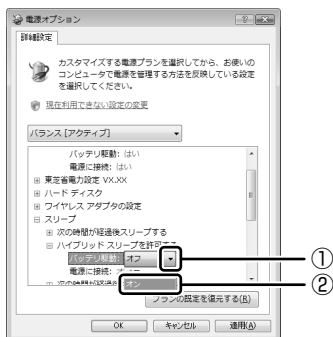 電源オプション
詳細設定
カスタマイズする電源プランを選択してから、お使いの
コンピュータで電源を管理する方法を反映している設定
を選択してください。
現在利用できない設定の変更
バランス [アクティブ]
バッテリ駆動: はい
電源に接続: はい
東芝省電力設定 VX.XX
ハード ディスク
ワイヤレス アダプタの設定
スリープ
次の時間が経過後スリープする
ハイブリッド スリープを許可する
バッテリ駆動: オフ
①
電源に接続:
オン
②
次の時間が経過後
プランの既定を復元する(R)
OK キャンセル 適用(A)